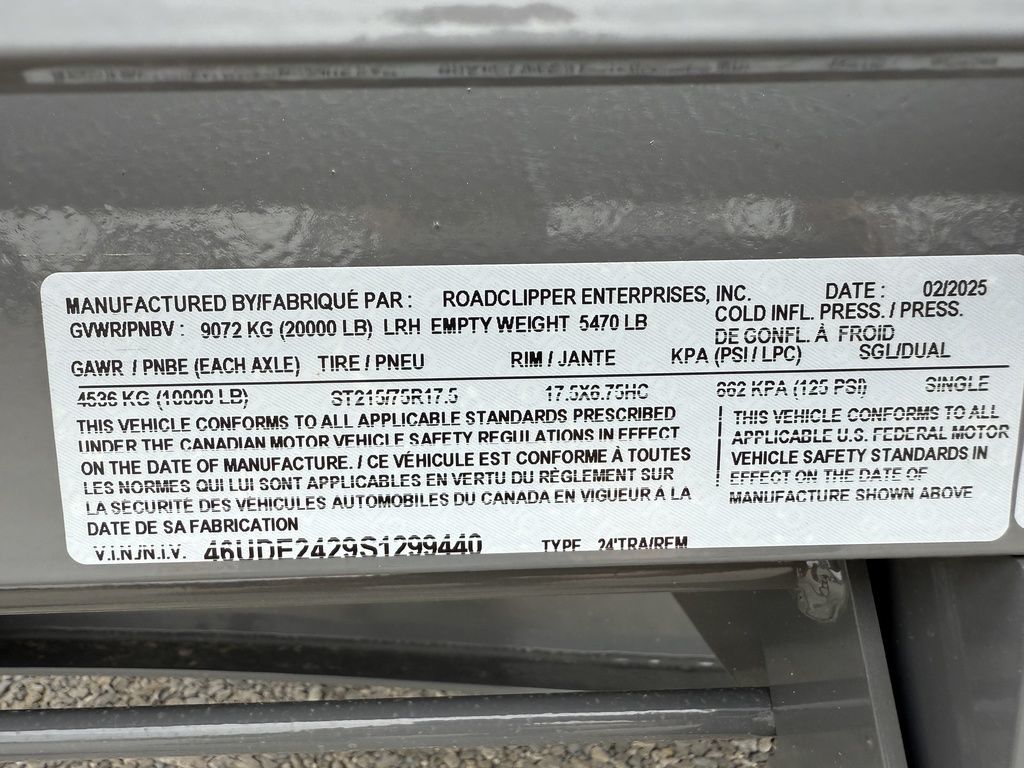 MANUFACTURED BY/FABRIQUÉ PAR : ROADCLIPPER ENTERPRISES, INC. DATE : 02/2025
GVWR/PNBV : 9072 KG (20000 LB) LRH EMPTY WEIGHT 5470 LB COLD INFL. PRESS. / PRESS.
DE GONFL. À FROID
GAWR / PNBE (EACH AXLE) TIRE / PNEU RIM / JANTE KPA (PSI / LPC) SGL/DUAL
4536 KG (10000 LB) ST215/75R17.5 17.5X6.75HC 862 KPA (125 PSI) SINGLE
THIS VEHICLE CONFORMS TO ALL APPLICABLE STANDARDS PRESCRIBED
UNDER THE CANADIAN MOTOR VEHICLE SAFETY REGULATIONS IN EFFECT
ON THE DATE OF MANUFACTURE. / CE VÉHICULE EST CONFORME À TOUTES
LES NORMES QUI LUI SONT APPLICABLES EN VERTU DU RÈGLEMENT SUR
LA SÉCURITÉ DES VÉHICULES AUTOMOBILES DU CANADA EN VIGUEUR À LA
DATE DE SA FABRICATION
THIS VEHICLE CONFORMS TO ALL
APPLICABLE U.S. FEDERAL MOTOR
VEHICLE SAFETY STANDARDS IN
EFFECT ON THE DATE OF
MANUFACTURE SHOWN ABOVE
V.I.N./N.I.V. 46UDF2429S1299440 TYPE 24'TRA/REM